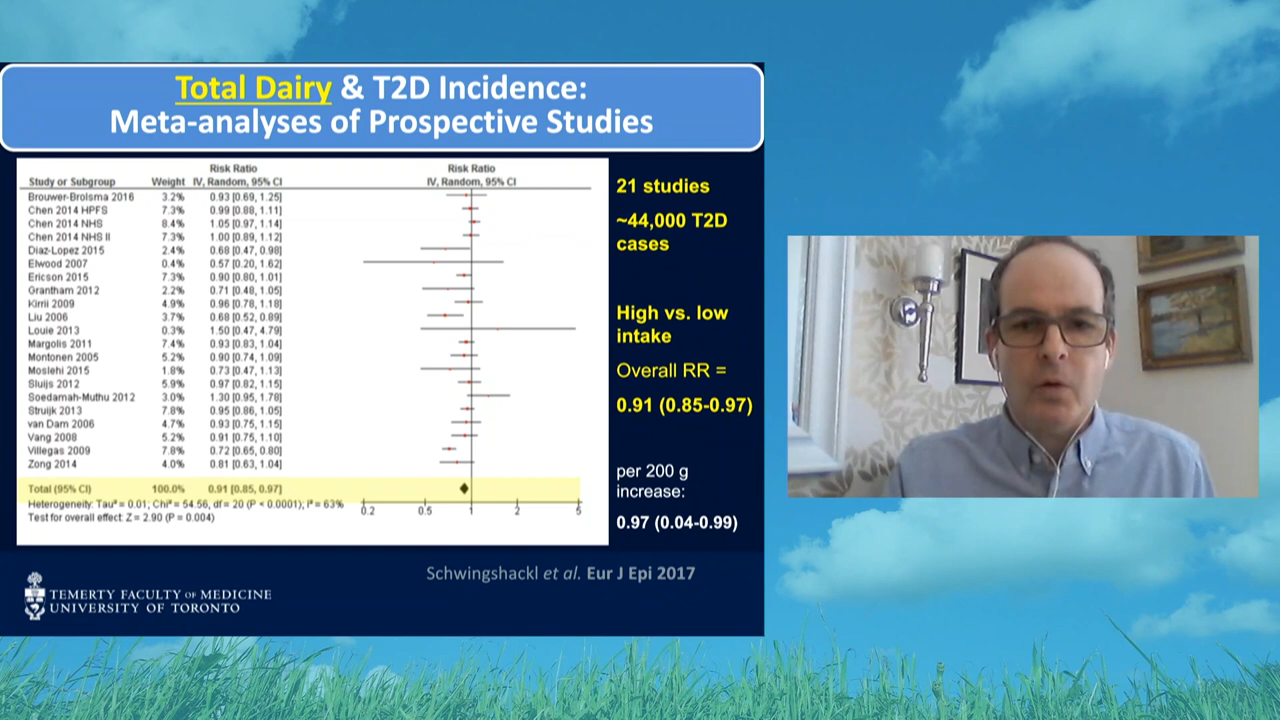 Total Dairy & T2D Incidence:
Meta-analyses of Prospective Studies
Risk Ratio Risk Ratio
Study or Subgroup Weight IV, Random, 95% CI IV, Random, 95% CI
Brouwer-Brolsma 2016 3.2% 0.93 [0.69, 1.25]
Chen 2014 HPFS 7.3% 0.99 [0.88, 1.11]
Chen 2014 NHS 8.4% 1.05 [0.97, 1.14]
Chen 2014 NHS II 7.3% 1.00 [0.89, 1.12]
Diaz-Lopez 2015 2.4% 0.68 [0.47, 0.98]
Elwood 2007 0.4% 0.57 [0.20, 1.62]
Ericson 2015 7.3% 0.90 [0.80, 1.01]
Grantham 2012 2.2% 0.71 [0.48, 1.05]
Kirrii 2009 4.9% 0.96 [0.78, 1.18]
Liu 2006 3.7% 0.68 [0.52, 0.89]
Louie 2013 0.3% 1.50 [0.47, 4.79]
Margolis 2011 7.4% 0.93 [0.83, 1.04]
Montonen 2005 5.2% 0.90 [0.74, 1.09]
Moslehi 2015 1.8% 0.73 [0.47, 1.13]
Sluijs 2012 5.9% 0.97 [0.82, 1.15]
Soedamah-Muthu 2012 3.0% 1.30 [0.95, 1.78]
Struijk 2013 7.8% 0.95 [0.86, 1.05]
van Dam 2006 4.7% 0.93 [0.75, 1.15]
Vang 2008 5.2% 0.91 [0.75, 1.10]
Villegas 2009 7.8% 0.72 [0.65, 0.80]
Zong 2014 4.0% 0.81 [0.63, 1.04]
Total (95% CI) 100.0% 0.91 [0.85, 0.97]
Heterogeneity: Tau² = 0.01; Chi² = 54.56, df = 20 (P < 0.0001); I² = 63%
Test for overall effect: Z = 2.90 (P = 0.004)
0.2 0.5 1 2 5
21 studies
~44,000 T2D
cases
High vs. low
intake
Overall RR =
0.91 (0.85-0.97)
per 200 g
increase:
0.97 (0.04-0.99)
Schwingshackl et al. Eur J Epi 2017
TEMERTY FACULTY OF MEDICINE
UNIVERSITY OF TORONTO